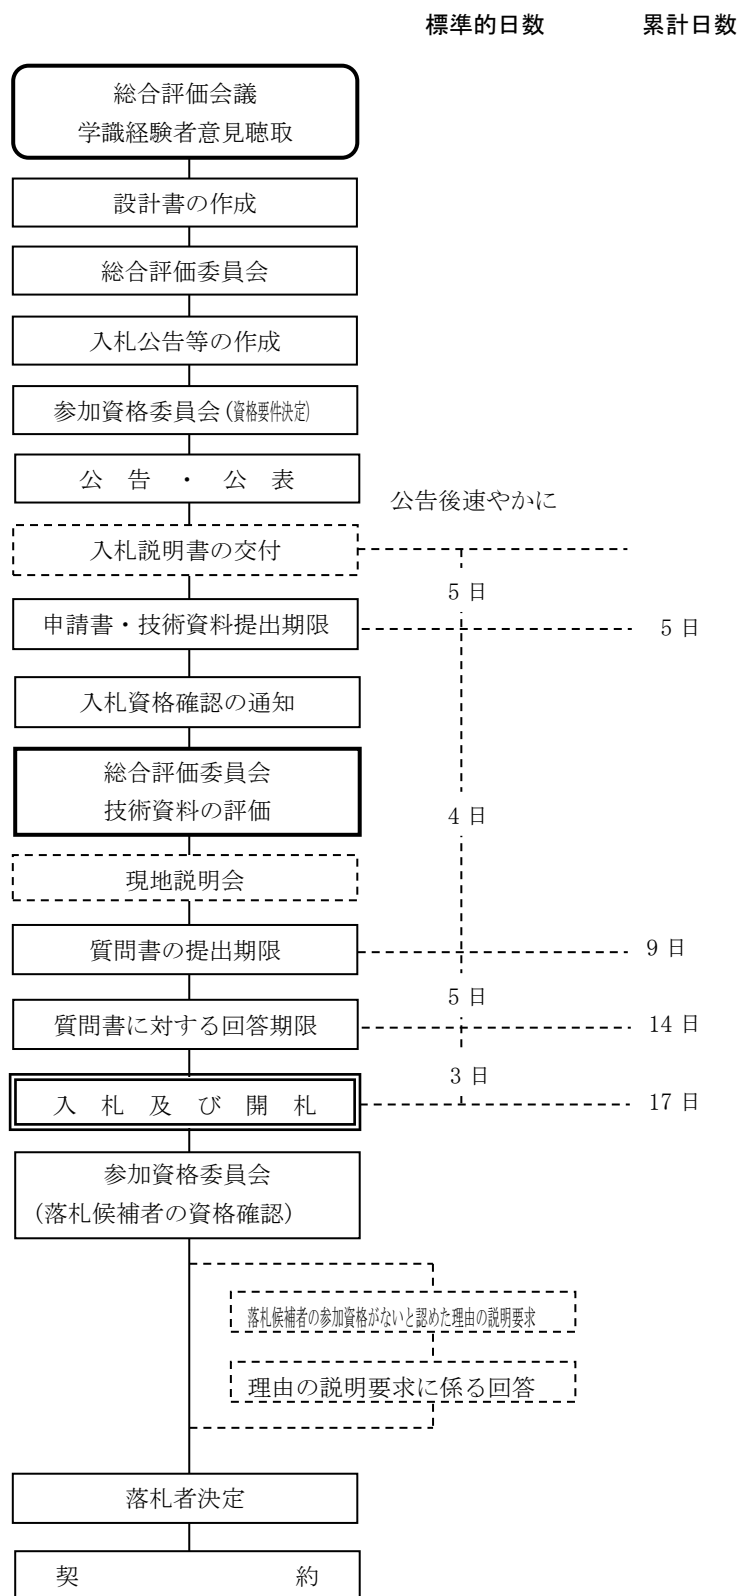 標準的日数 累計日数
総合評価会議
学識経験者意見聴取
設計書の作成
総合評価委員会
入札公告等の作成
参加資格委員会(資格要件決定)
公 告 ・ 公 表
公告後速やかに
入札説明書の交付
5 日
申請書・技術資料提出期限
5 日
入札資格確認の通知
総合評価委員会
技術資料の評価
4 日
現地説明会
質問書の提出期限
9 日
5 日
質問書に対する回答期限
14 日
3 日
入 札 及 び 開 札
17 日
参加資格委員会
(落札候補者の資格確認)
落札候補者の参加資格がないと認めた理由の説明要求
理由の説明要求に係る回答
落札者決定
契 約